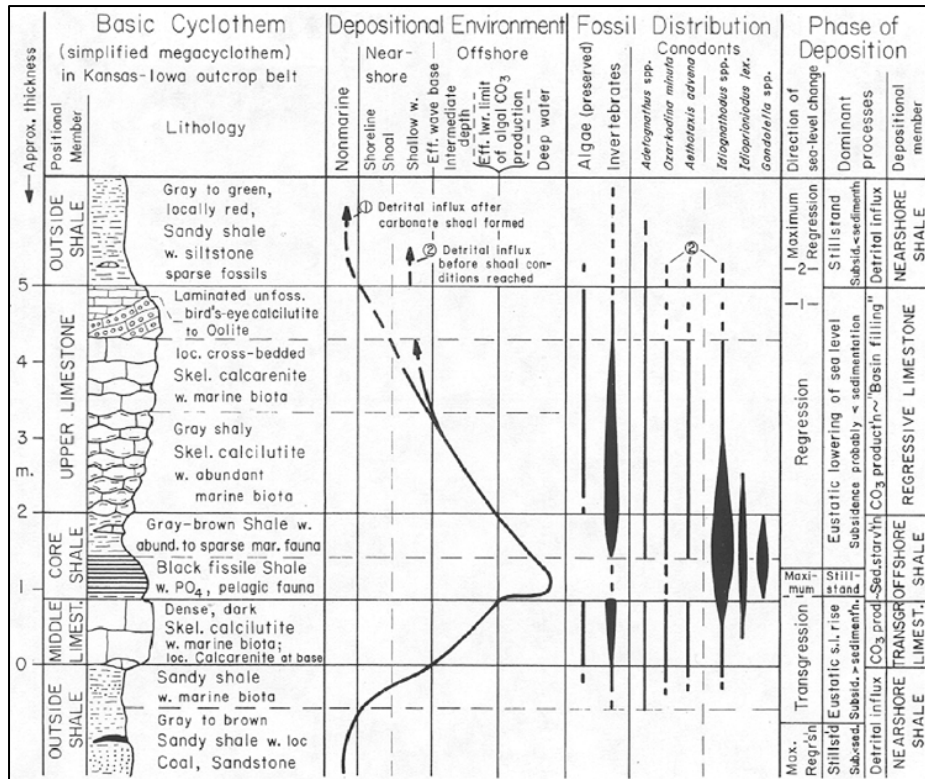 Basic Cyclothem
(simplified megacyclothem)
in Kansas-Iowa outcrop belt
Depositional Environment
Near-
shore
Offshore
Fossil Distribution
Conodonts
Phase of
Deposition
Approx. thickness
Positional
Member
Lithology
Nonmarine
Shoreline
Shoal
Shallow w.
Eff. wave base
Intermediate
depth
Eff. lwr. limit
of algal CO3
production
Deep water
Algae (preserved)
Invertebrates
Adetognathus spp.
Ozarkodina minuta
Aethotaxis advena
Idiognathodus spp.
Idioprioniodus lex.
Gondolella spp.
Direction of
sea-level change
Dominant
processes
Depositional
member
OUTSIDE
SHALE
Gray to green,
locally red,
Sandy shale
w. siltstone
sparse fossils
① Detrital influx after
carbonate shoal formed
② Detrital influx
before shoal con-
ditions reached
②
Maximum
Regression
—2—
Stillstand
Subsid.<sedimentn
Detrital influx
NEARSHORE
SHALE
5
UPPER LIMESTONE
Laminated unfoss.
bird's-eye calcilutite
to Oolite
—1—
4
loc. cross-bedded
Skel. calcarenite
w. marine biota
3
m.
Gray shaly
Skel. calcilutite
w. abundant
marine biota
Regression
Eustatic lowering of sea level
Subsidence probably < sedimentation
CO3 productn~"Basin filling"
REGRESSIVE LIMESTONE
2
CORE
SHALE
Gray-brown Shale w.
abund. to sparse mar. fauna
Black fissile Shale
w. PO4, pelagic fauna
1
Maxi-
mum
Still-
stand
Sed.starv'tn
OFFSHORE
SHALE
MIDDLE
LIMEST.
Dense, dark
Skel. calcilutite
w. marine biota;
loc. Calcarenite at base
0
Transgression
Eustatic s.l. rise
Subsid. > sediment'n.
CO3 prod.
TRANSGR.
LIMEST.
OUTSIDE
SHALE
Sandy shale
w. marine biota
Gray to brown
Sandy shale w. loc
Coal, Sandstone
Max.
Regr'sn
Stillst'd
Sub.<sed.
Detrital influx
NEARSHORE
SHALE